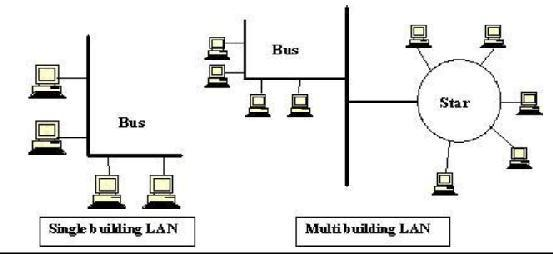 Bus
Bus
Star
Single building LAN
Multi building LAN